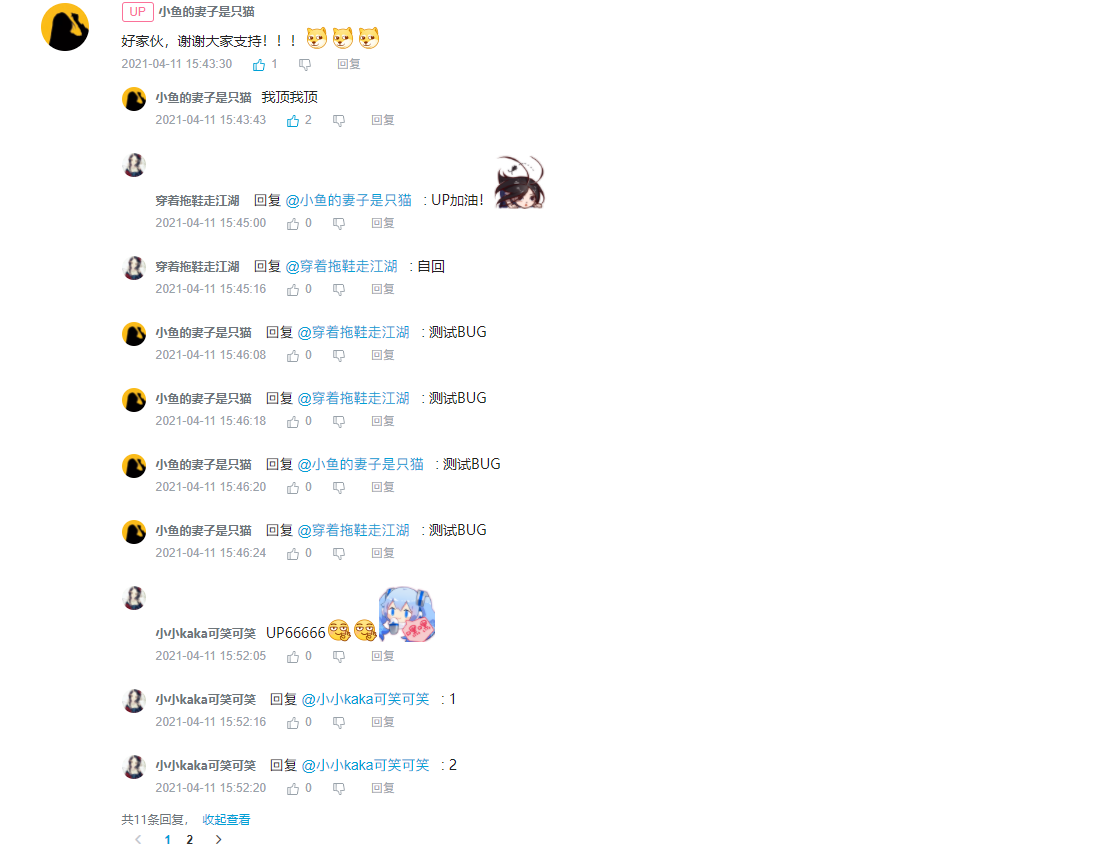 UP 小鱼的妻子是只猫
好家伙，谢谢大家支持！！！
2021-04-11 15:43:30 1 回复
小鱼的妻子是只猫 我顶我顶
2021-04-11 15:43:43 2 回复
穿着拖鞋走江湖 回复 @小鱼的妻子是只猫 : UP加油！
2021-04-11 15:45:00 0 回复
穿着拖鞋走江湖 回复 @穿着拖鞋走江湖 : 自回
2021-04-11 15:45:16 0 回复
小鱼的妻子是只猫 回复 @穿着拖鞋走江湖 : 测试BUG
2021-04-11 15:46:08 0 回复
小鱼的妻子是只猫 回复 @穿着拖鞋走江湖 : 测试BUG
2021-04-11 15:46:18 0 回复
小鱼的妻子是只猫 回复 @小鱼的妻子是只猫 : 测试BUG
2021-04-11 15:46:20 0 回复
小鱼的妻子是只猫 回复 @穿着拖鞋走江湖 : 测试BUG
2021-04-11 15:46:24 0 回复
小小kaka可笑可笑 UP66666
2021-04-11 15:52:05 0 回复
小小kaka可笑可笑 回复 @小小kaka可笑可笑 : 1
2021-04-11 15:52:16 0 回复
小小kaka可笑可笑 回复 @小小kaka可笑可笑 : 2
2021-04-11 15:52:20 0 回复
共11条回复， 收起查看
< 1 2 >